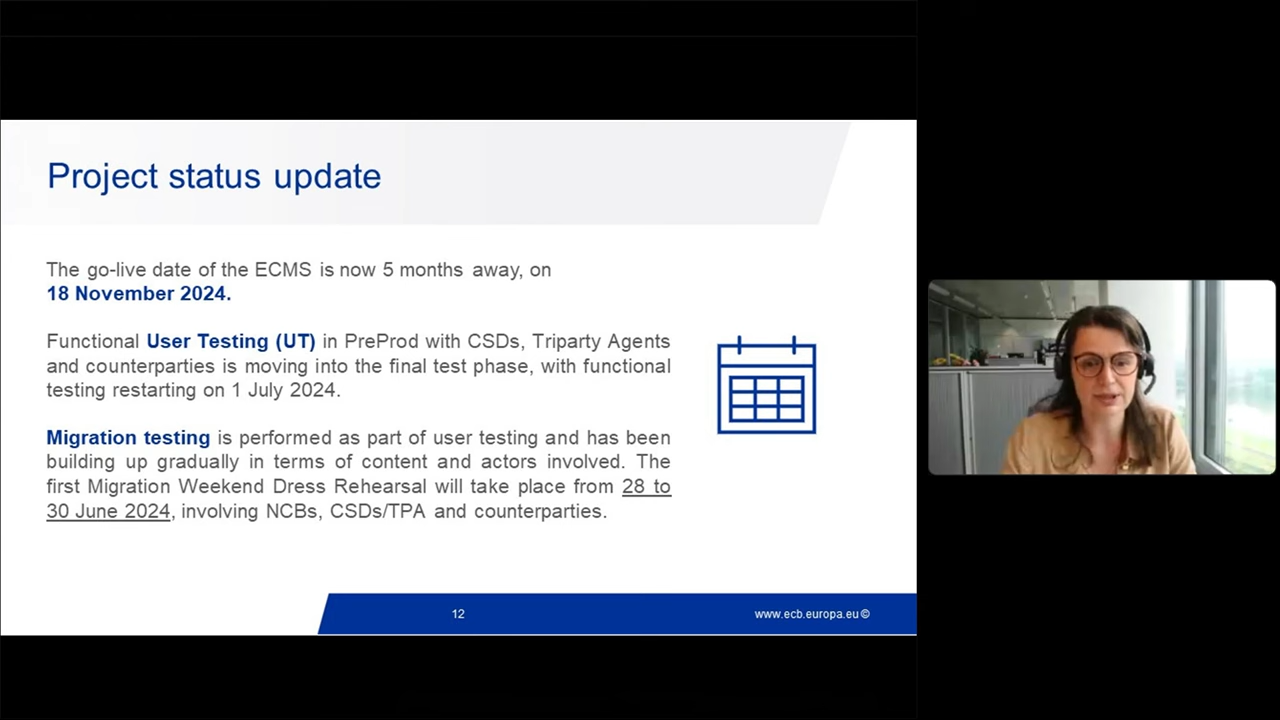 Project status update
The go-live date of the ECMS is now 5 months away, on
18 November 2024.
Functional User Testing (UT) in PreProd with CSDs, Triparty Agents
and counterparties is moving into the final test phase, with functional
testing restarting on 1 July 2024.
Migration testing is performed as part of user testing and has been
building up gradually in terms of content and actors involved. The
first Migration Weekend Dress Rehearsal will take place from 28 to
30 June 2024, involving NCBs, CSDs/TPA and counterparties.
12
www.ecb.europa.eu ©